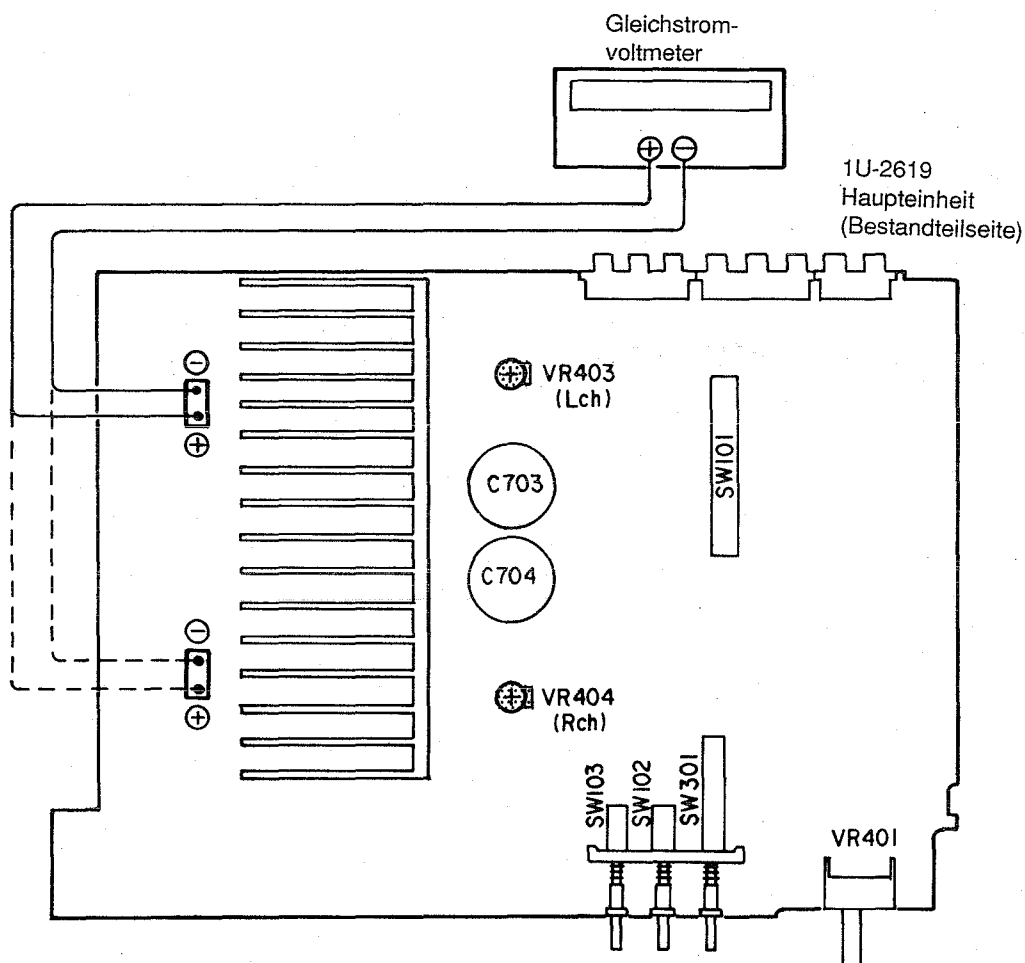 Gleichstrom-
voltmeter
⊕ ⊖
1U-2619
Haupteinheit
(Bestandteilseite)
⊖
⊕
VR403
(Lch)
SW101
C703
C704
⊖
⊕
VR404
(Rch)
SW103
SW102
SW301
VR401